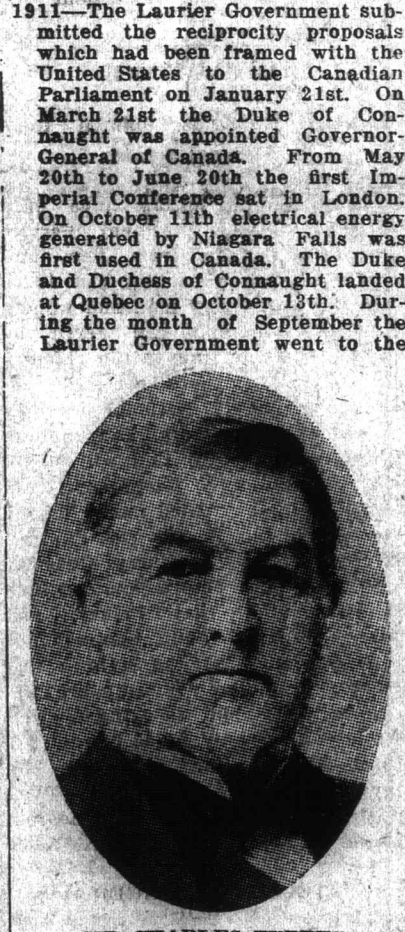 1911—The Laurier Government sub-
mitted the reciprocity proposals
which had been framed with the
United States to the Canadian
Parliament on January 21st. On
March 21st the Duke of Con-
naught was appointed Governor-
General of Canada. From May
20th to June 20th the first Im-
perial Conference sat in London.
On October 11th electrical energy
generated by Niagara Falls was
first used in Canada. The Duke
and Duchess of Connaught landed
at Quebec on October 13th. Dur-
ing the month of September the
Laurier Government went to the